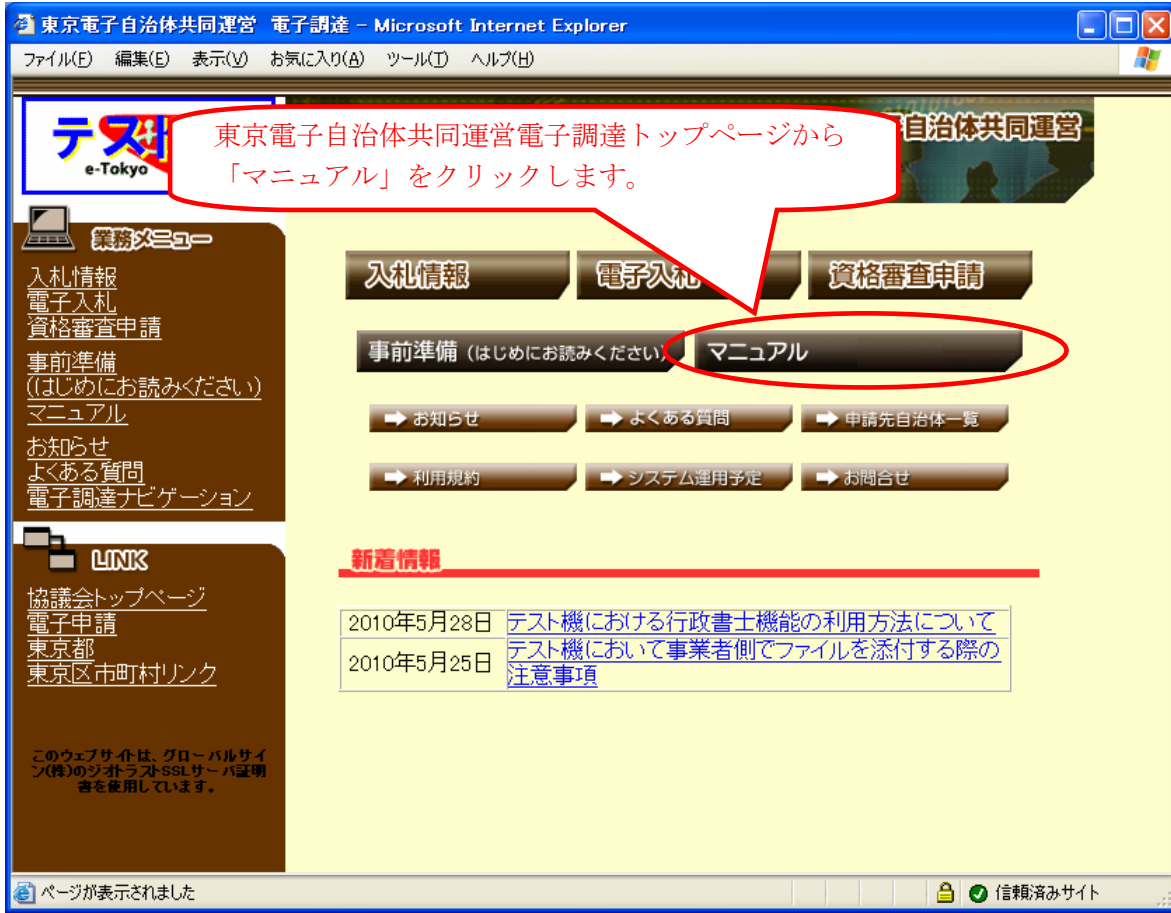 東京電子自治体共同運営 電子調達 - Microsoft Internet Explorer
ファイル(F) 編集(E) 表示(V) お気に入り(A) ツール(T) ヘルプ(H)
テスト
e-Tokyo
自治体共同運営
東京電子自治体共同運営電子調達トップページから
「マニュアル」をクリックします。
業務メニュー
入札情報
電子入札
資格審査申請
事前準備
(はじめにお読みください)
マニュアル
お知らせ
よくある質問
電子調達ナビゲーション
LINK
協議会トップページ
電子申請
東京都
東京区市町村リンク
このウェブサイトは、グローバルサイ
ン(株)のジオトラストSSLサーバ証明
書を使用しています。
入札情報
電子入札
資格審査申請
事前準備(はじめにお読みください)
マニュアル
お知らせ
よくある質問
申請先自治体一覧
利用規約
システム運用予定
お問合せ
新着情報
2010年5月28日 テスト機における行政書士機能の利用方法について
2010年5月25日 テスト機において事業者側でファイルを添付する際の
注意事項
ページが表示されました
信頼済みサイト